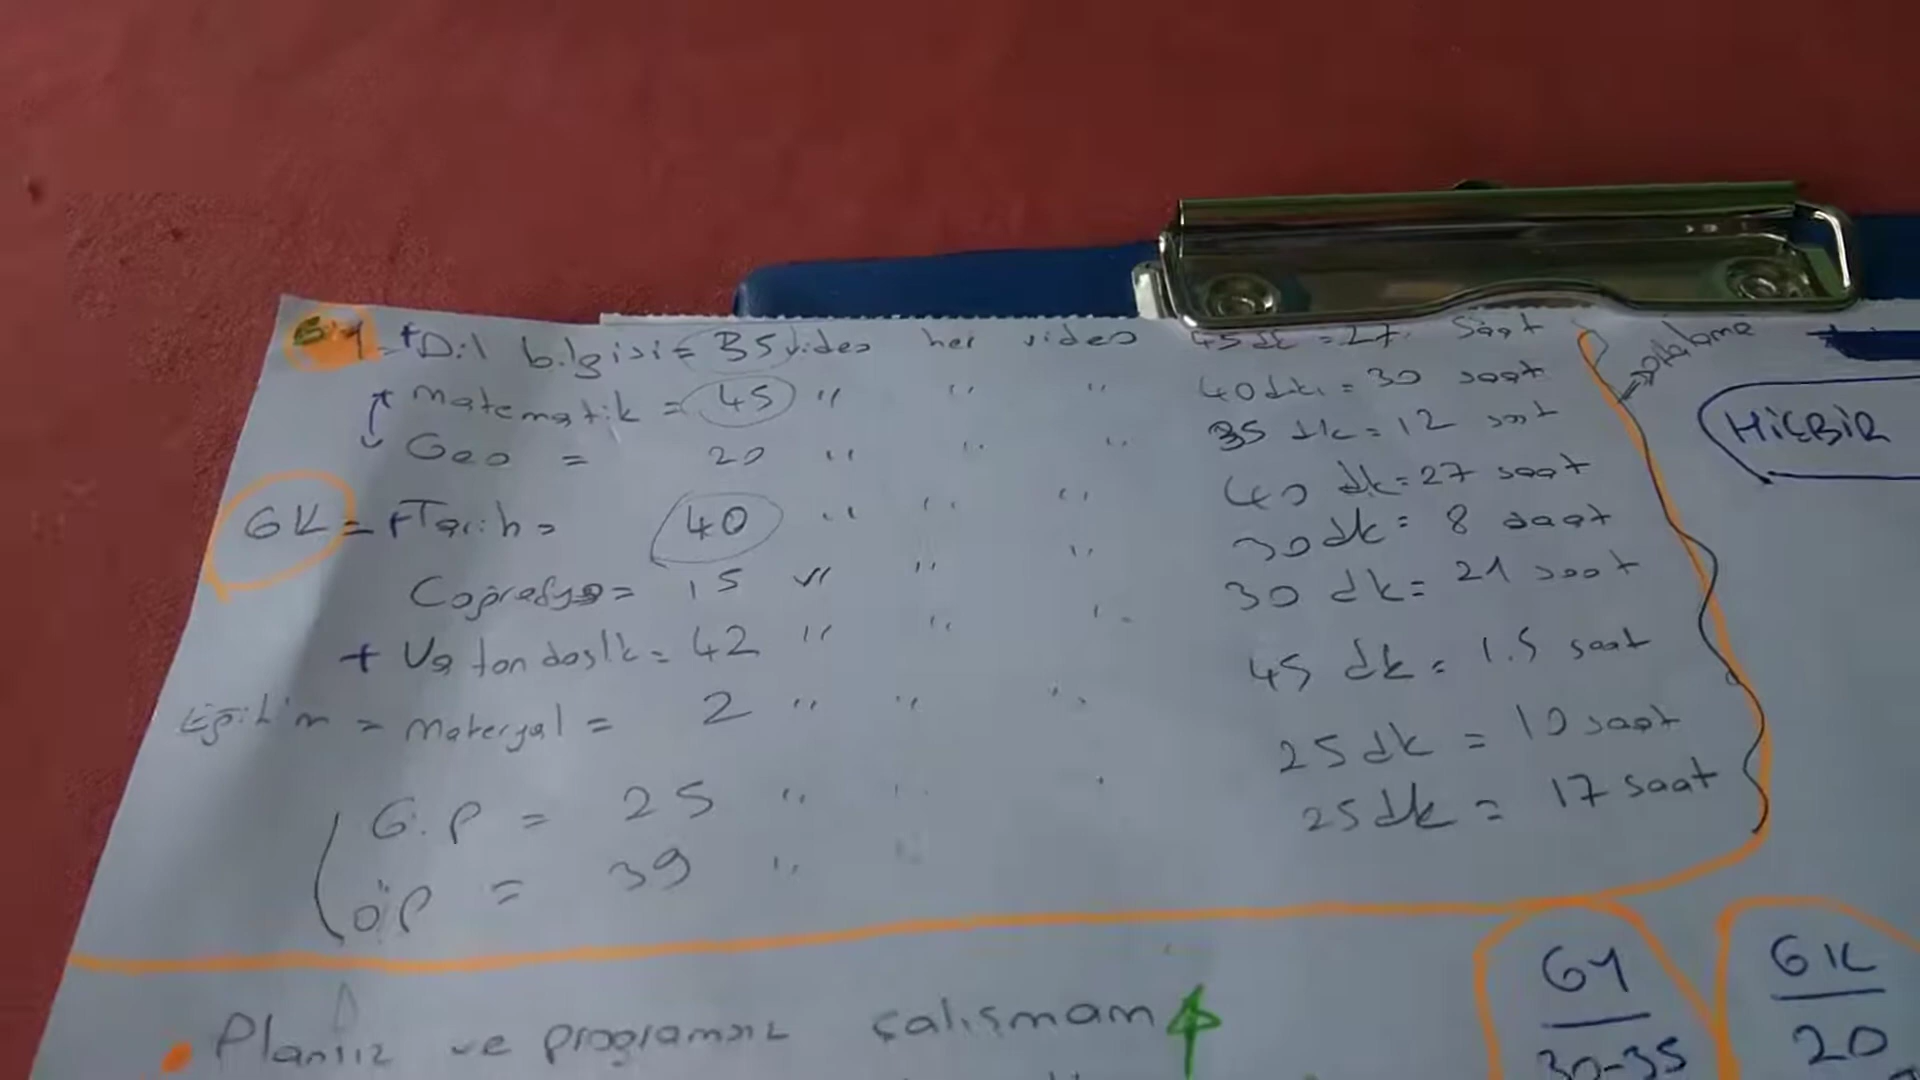 G.Y = + Dil bilgisi = 35 video her video 45 dk = 27 saat
Matematik = 45 " " " 40 dk. = 30 saat
Geo = 20 " " " 35 dk = 12 saat
GK = + Tarih = 40 " " " 40 dk = 27 saat
Coğrafya = 15 " " " 30 dk = 8 saat
+ Vatandaşlık = 42 " " " 30 dk = 21 saat
Eğitim = Materyal = 2 " " " 45 dk = 1.5 saat
G.P = 25 " " " 25 dk = 10 saat
ÖP = 39 " " 25 dk = 17 saat
ortalama
HİÇBİR
• Plansız ve programsız çalışmam
GY
30-35
GK
20